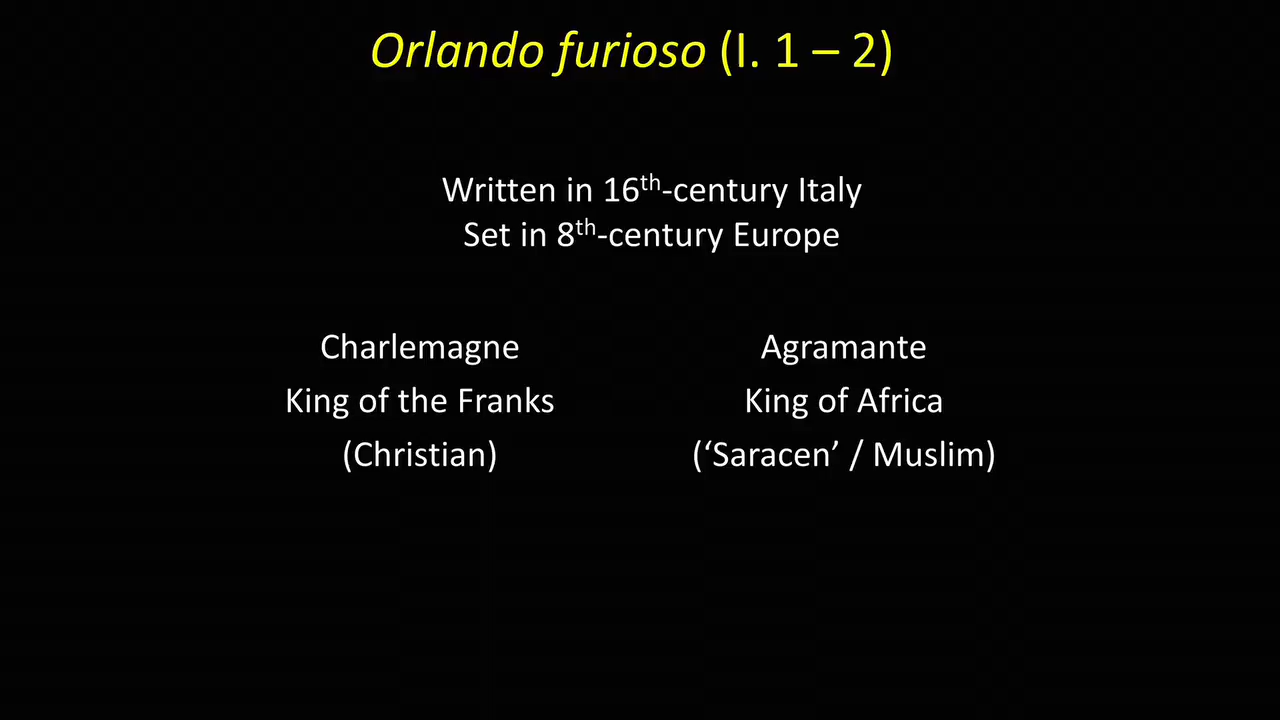 Orlando furioso (I. 1 – 2)
Written in 16th-century Italy
Set in 8th-century Europe
Charlemagne
King of the Franks
(Christian)
Agramante
King of Africa
(‘Saracen’ / Muslim)